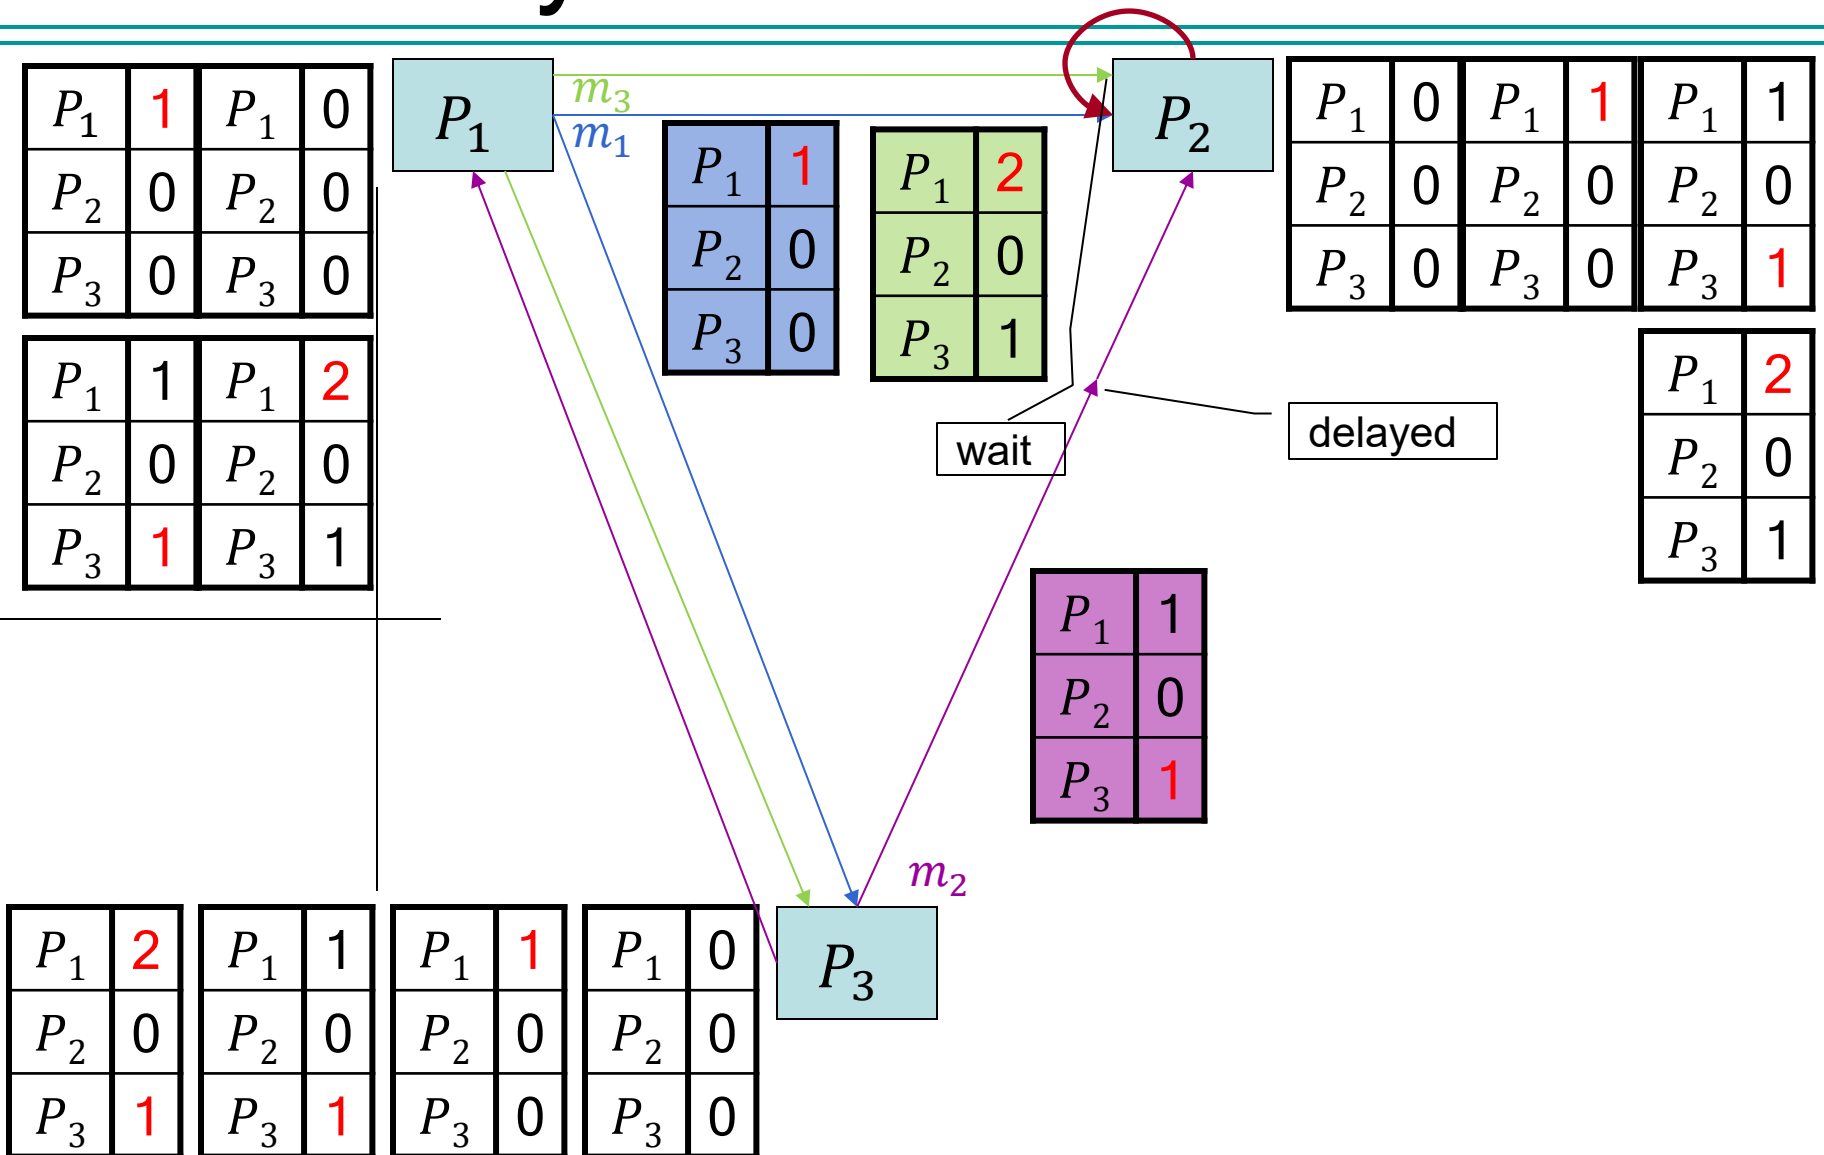 y
P1 1 P1 0
P2 0 P2 0
P3 0 P3 0
P1 1 P1 2
P2 0 P2 0
P3 1 P3 1
P1
m3
m1
P1 1
P2 0
P3 0
P1 2
P2 0
P3 1
P2
P1 0 P1 1 P1 1
P2 0 P2 0 P2 0
P3 0 P3 0 P3 1
P1 2
P2 0
P3 1
wait
delayed
P1 1
P2 0
P3 1
m2
P1 2 P1 1 P1 1 P1 0
P2 0 P2 0 P2 0 P2 0
P3 1 P3 1 P3 0 P3 0
P3